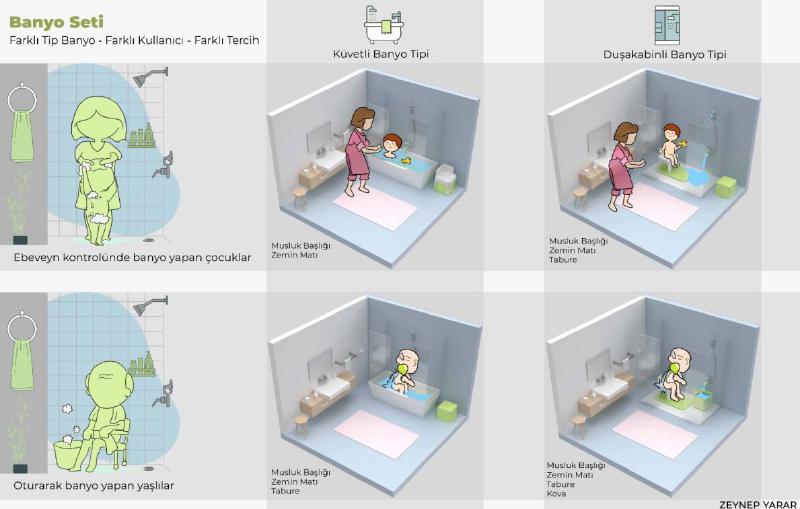 Banyo Seti
Farklı Tip Banyo - Farklı Kullanıcı - Farklı Tercih
Küvetli Banyo Tipi
Duşakabinli Banyo Tipi
Musluk Başlığı
Zemin Matı
Musluk Başlığı
Zemin Matı
Tabure
Ebeveyn kontrolünde banyo yapan çocuklar
Musluk Başlığı
Zemin Matı
Tabure
Musluk Başlığı
Zemin Matı
Tabure
Kova
Oturarak banyo yapan yaşlılar
ZEYNEP YARAR